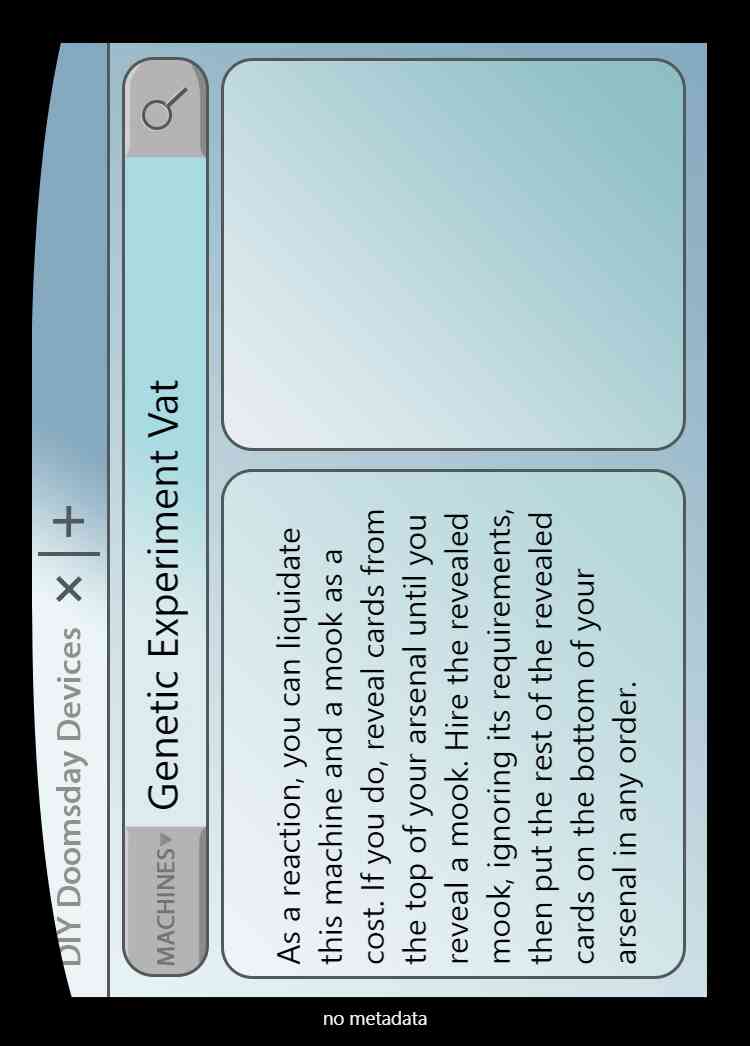 DIY Doomsday Devices × | +
MACHINES▾ Genetic Experiment Vat
As a reaction, you can liquidate
this machine and a mook as a
cost. If you do, reveal cards from
the top of your arsenal until you
reveal a mook. Hire the revealed
mook, ignoring its requirements,
then put the rest of the revealed
cards on the bottom of your
arsenal in any order.
no metadata